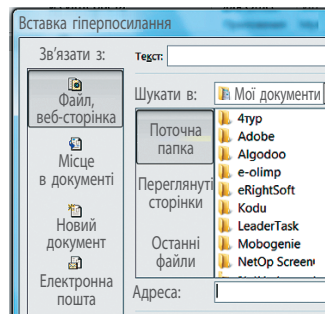 Вставка гіперпосилання
Зв'язати з:
Файл,
веб-сторінка
Місце
в документі
Новий
документ
Електронна
пошта
Текст:
Шукати в:
Мої документи
Поточна
папка
Переглянуті
сторінки
Останні
файли
4тур
Adobe
Algodoo
e-olimp
eRightSoft
Kodu
LeaderTask
Mobogenie
NetOp Screen
Адреса: